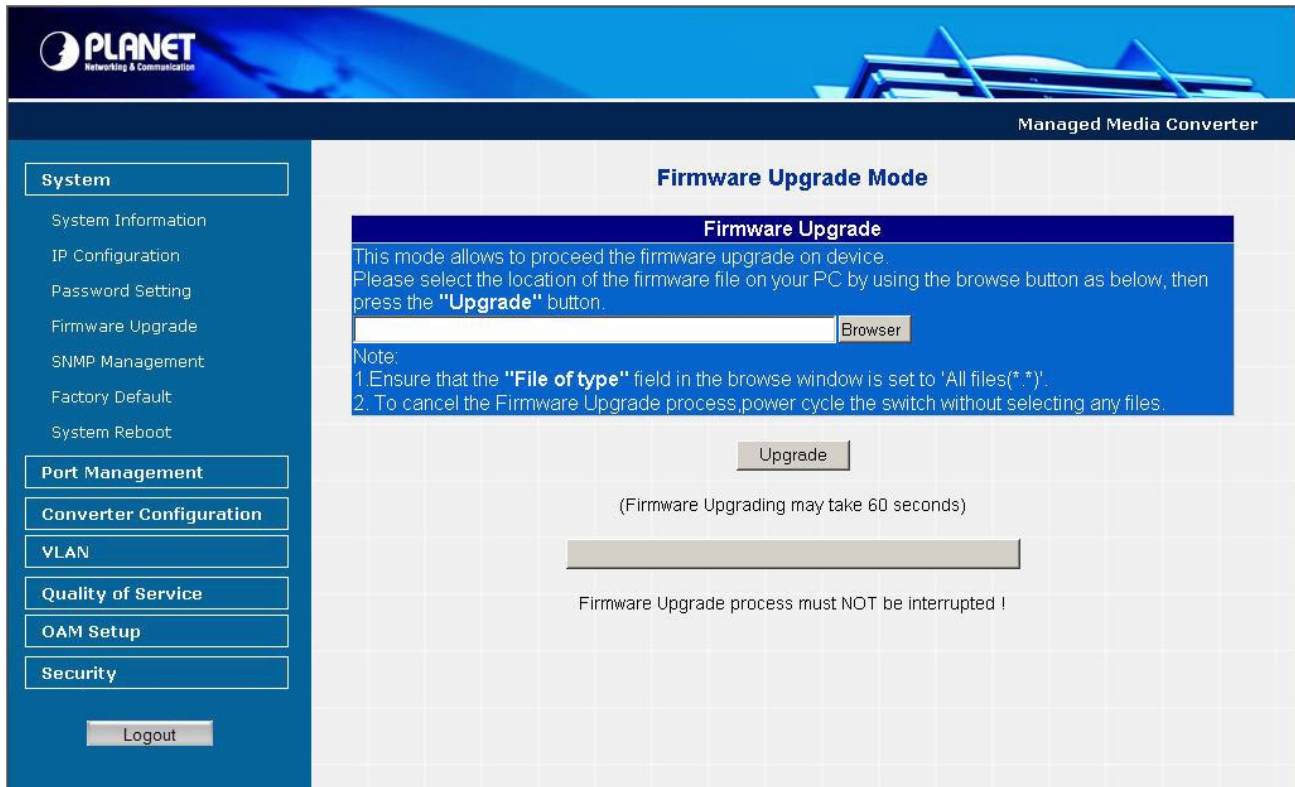 PLANET
Networking & Communication
Managed Media Converter
System
System Information
IP Configuration
Password Setting
Firmware Upgrade
SNMP Management
Factory Default
System Reboot
Port Management
Converter Configuration
VLAN
Quality of Service
OAM Setup
Security
Logout
Firmware Upgrade Mode
Firmware Upgrade
This mode allows to proceed the firmware upgrade on device.
Please select the location of the firmware file on your PC by using the browse button as below, then
press the "Upgrade" button.
Browser
Note:
1.Ensure that the "File of type" field in the browse window is set to 'All files(*.*)'.
2. To cancel the Firmware Upgrade process,power cycle the switch without selecting any files.
Upgrade
(Firmware Upgrading may take 60 seconds)
Firmware Upgrade process must NOT be interrupted !